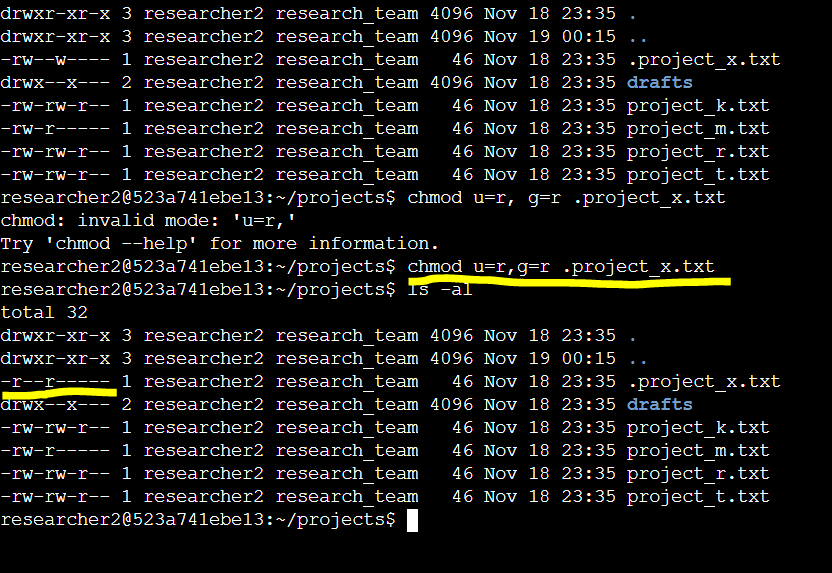 drwxr-xr-x 3 researcher2 research_team 4096 Nov 18 23:35 .
drwxr-xr-x 3 researcher2 research_team 4096 Nov 19 00:15 ..
-rw--w---- 1 researcher2 research_team   46 Nov 18 23:35 .project_x.txt
drwx--x--- 2 researcher2 research_team 4096 Nov 18 23:35 drafts
-rw-rw-r-- 1 researcher2 research_team   46 Nov 18 23:35 project_k.txt
-rw-r----- 1 researcher2 research_team   46 Nov 18 23:35 project_m.txt
-rw-rw-r-- 1 researcher2 research_team   46 Nov 18 23:35 project_r.txt
-rw-rw-r-- 1 researcher2 research_team   46 Nov 18 23:35 project_t.txt
researcher2@523a741ebe13:~/projects$ chmod u=r, g=r .project_x.txt
chmod: invalid mode: 'u=r,'
Try 'chmod --help' for more information.
researcher2@523a741ebe13:~/projects$ chmod u=r,g=r .project_x.txt
researcher2@523a741ebe13:~/projects$ ls -al
total 32
drwxr-xr-x 3 researcher2 research_team 4096 Nov 18 23:35 .
drwxr-xr-x 3 researcher2 research_team 4096 Nov 19 00:15 ..
-r--r----- 1 researcher2 research_team   46 Nov 18 23:35 .project_x.txt
drwx--x--- 2 researcher2 research_team 4096 Nov 18 23:35 drafts
-rw-rw-r-- 1 researcher2 research_team   46 Nov 18 23:35 project_k.txt
-rw-r----- 1 researcher2 research_team   46 Nov 18 23:35 project_m.txt
-rw-rw-r-- 1 researcher2 research_team   46 Nov 18 23:35 project_r.txt
-rw-rw-r-- 1 researcher2 research_team   46 Nov 18 23:35 project_t.txt
researcher2@523a741ebe13:~/projects$